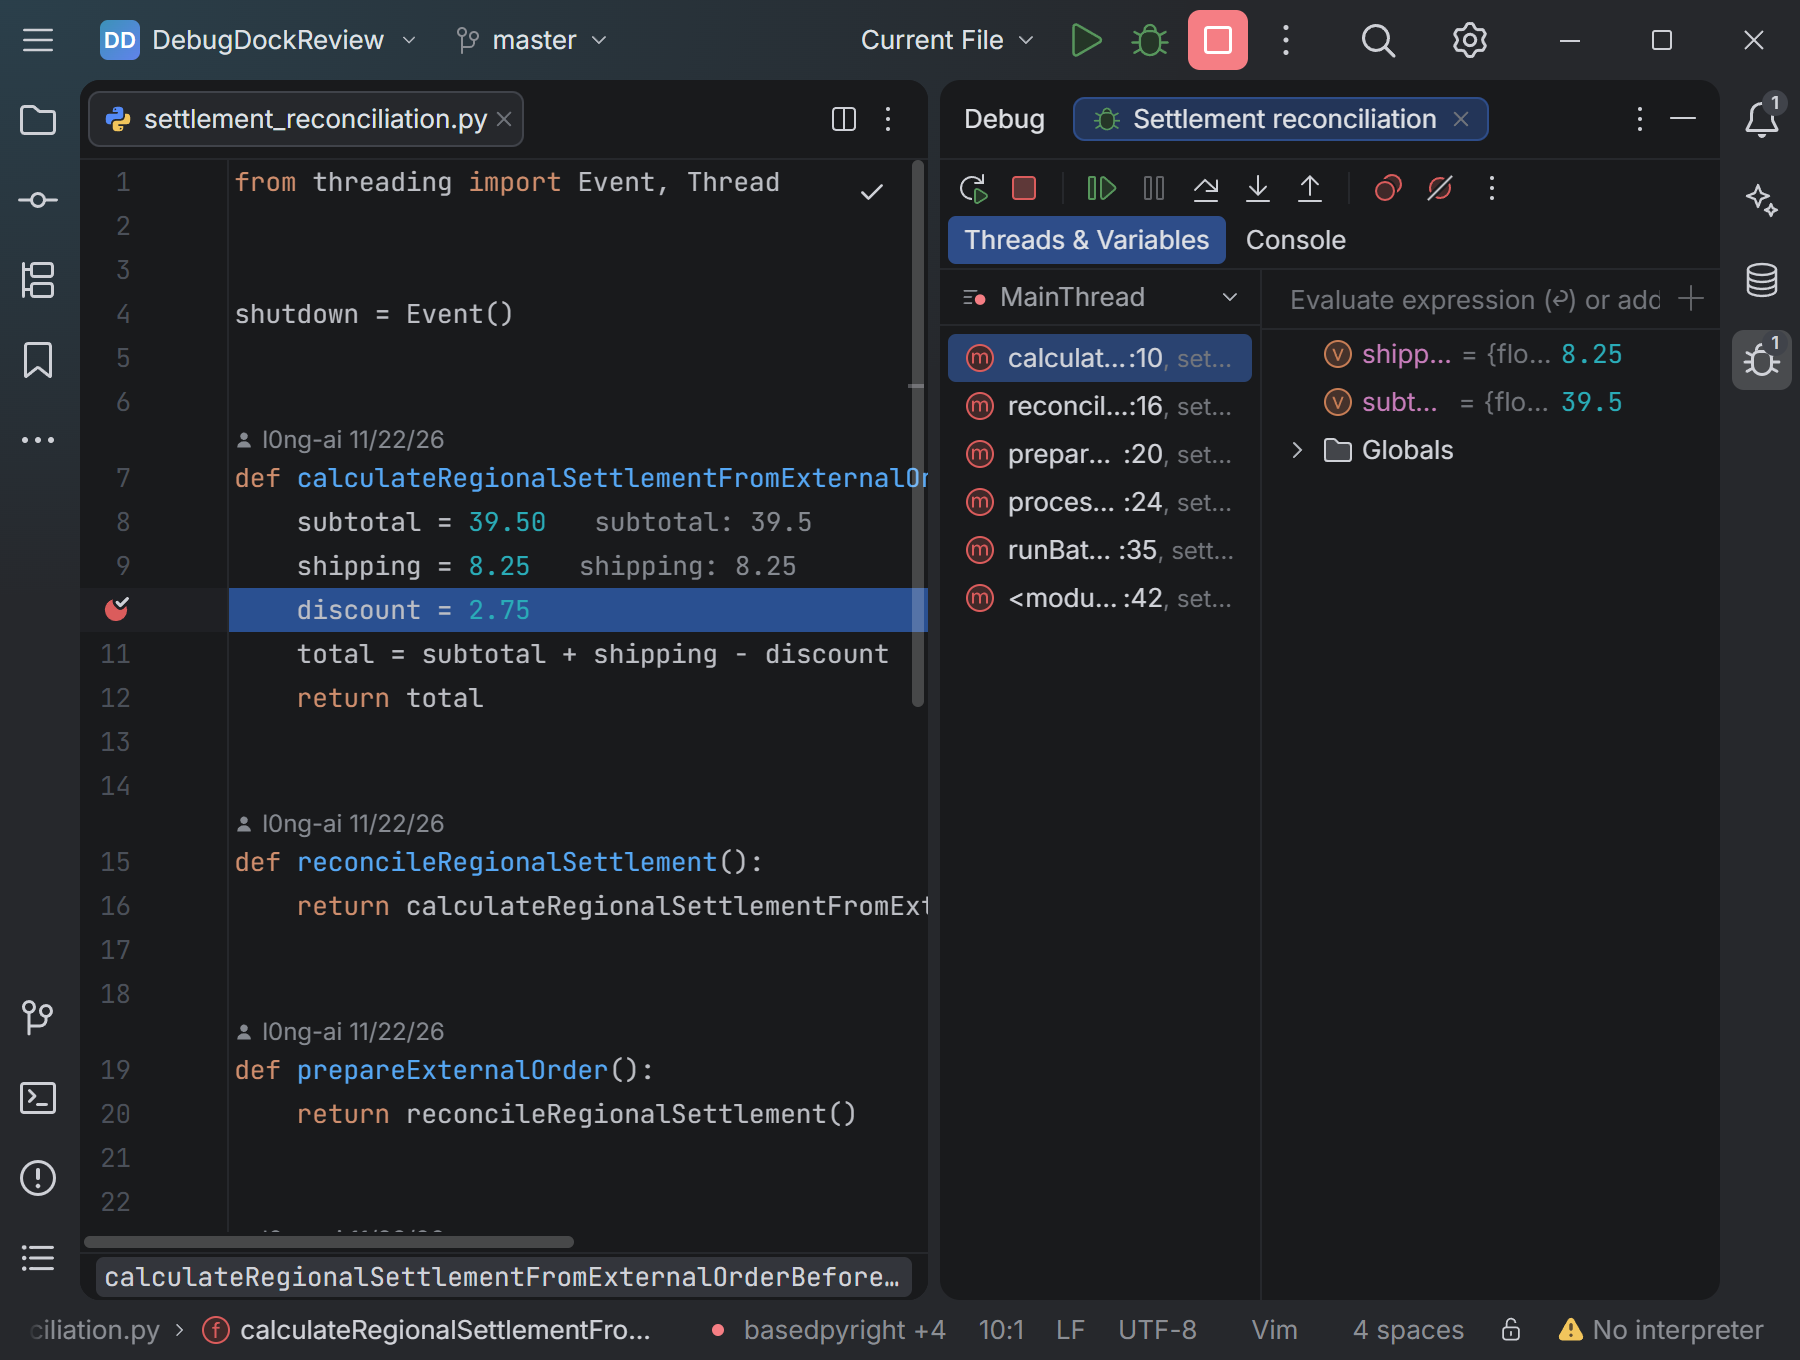 DD DebugDockReview master Current File
settlement_reconciliation.py
Debug Settlement reconciliation
1
1 from threading import Event, Thread
2
3
4 shutdown = Event()
5
6
l0ng-ai 11/22/26
7 def calculateRegionalSettlementFromExternalOr
8 subtotal = 39.50 subtotal: 39.5
9 shipping = 8.25 shipping: 8.25
discount = 2.75
11 total = subtotal + shipping - discount
12 return total
13
14
l0ng-ai 11/22/26
15 def reconcileRegionalSettlement():
16 return calculateRegionalSettlementFromExt
17
18
l0ng-ai 11/22/26
19 def prepareExternalOrder():
20 return reconcileRegionalSettlement()
21
22
calculateRegionalSettlementFromExternalOrderBefore…
Threads & Variables Console
MainThread
m calculat...:10, set...
m reconcil...:16, set...
m prepar... :20, set...
m proces... :24, set...
m runBat... :35, sett...
m <modu... :42, set...
Evaluate expression (⏎) or add
v shipp... = {flo... 8.25
v subt... = {flo... 39.5
Globals
1
ciliation.py › f calculateRegionalSettlementFro... basedpyright +4 10:1 LF UTF-8 Vim 4 spaces No interpreter